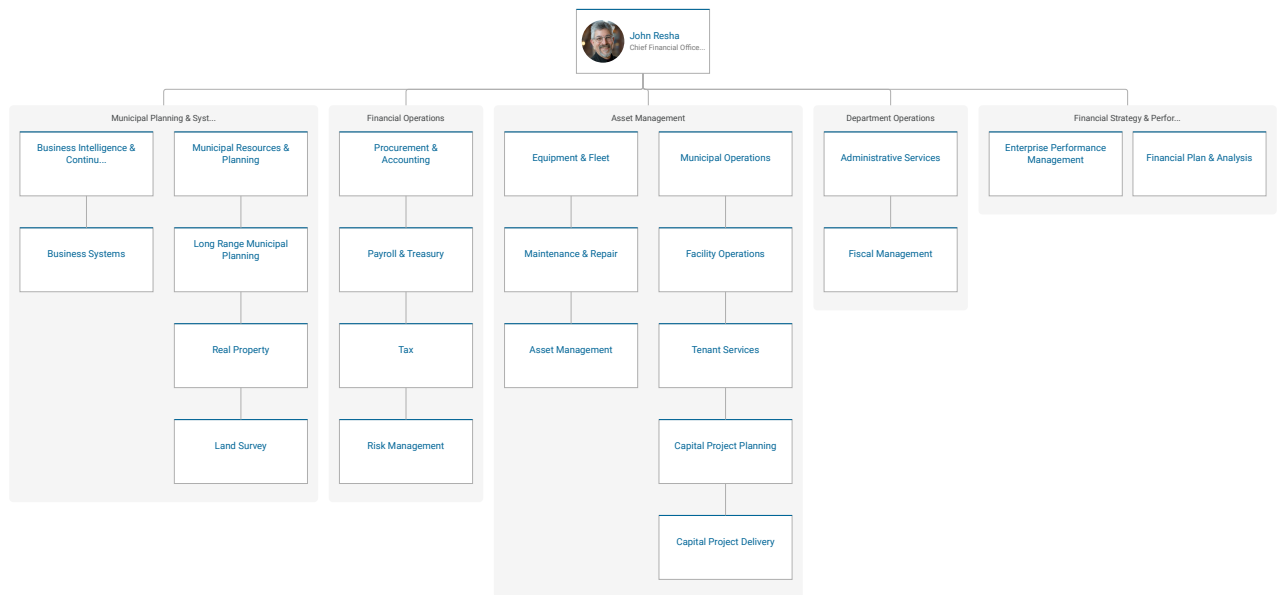 John Resha
Chief Financial Office...
Municipal Planning & Syst...
Business Intelligence &
Continu...
Business Systems
Municipal Resources &
Planning
Long Range Municipal
Planning
Real Property
Land Survey
Financial Operations
Procurement &
Accounting
Payroll & Treasury
Tax
Risk Management
Asset Management
Equipment & Fleet
Maintenance & Repair
Asset Management
Municipal Operations
Facility Operations
Tenant Services
Capital Project Planning
Capital Project Delivery
Department Operations
Administrative Services
Fiscal Management
Financial Strategy & Perfor...
Enterprise Performance
Management
Financial Plan & Analysis